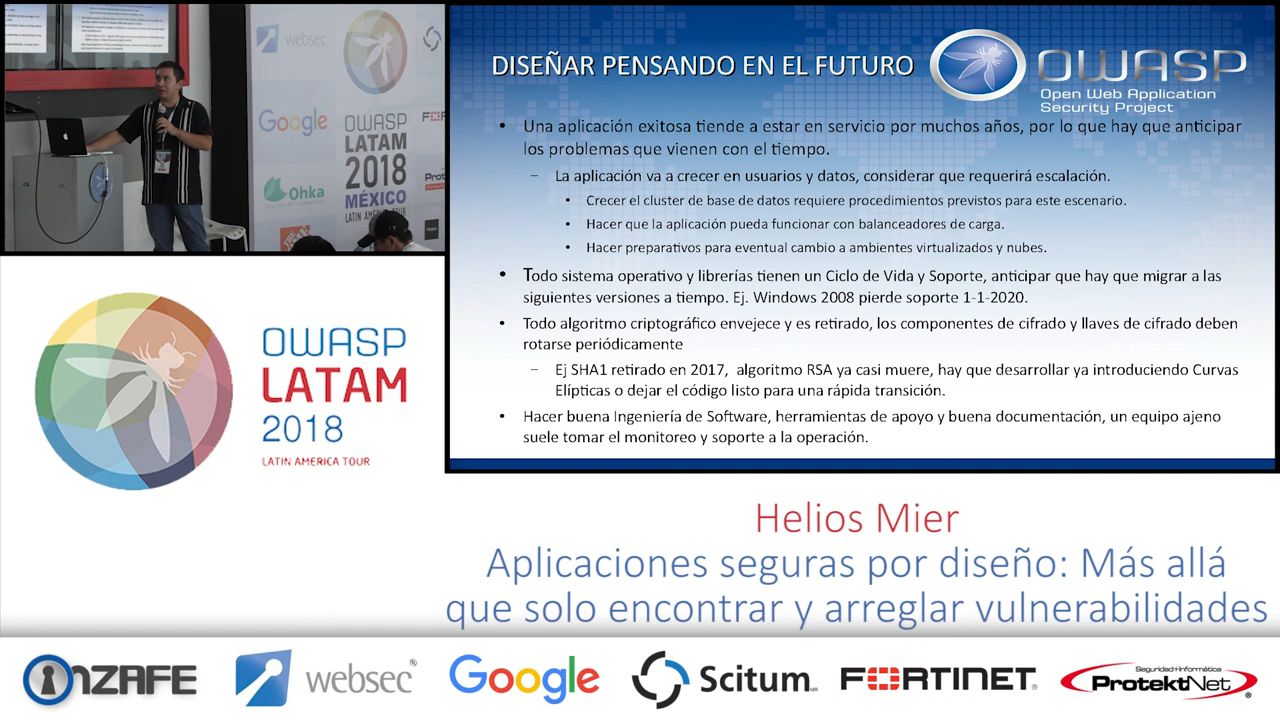 websec
Google
OWASP
LATAM
2018
MÉXICO
LATIN AMERICA TOUR
Ohka
DISEÑAR PENSANDO EN EL FUTURO
OWASP
Open Web Application
Security Project
• Una aplicación exitosa tiende a estar en servicio por muchos años, por lo que hay que anticipar
los problemas que vienen con el tiempo.
– La aplicación va a crecer en usuarios y datos, considerar que requerirá escalación.
• Crecer el cluster de base de datos requiere procedimientos previstos para este escenario.
• Hacer que la aplicación pueda funcionar con balanceadores de carga.
• Hacer preparativos para eventual cambio a ambientes virtualizados y nubes.
• Todo sistema operativo y librerías tienen un Ciclo de Vida y Soporte, anticipar que hay que migrar a las
siguientes versiones a tiempo. Ej. Windows 2008 pierde soporte 1-1-2020.
• Todo algoritmo criptográfico envejece y es retirado, los componentes de cifrado y llaves de cifrado deben
rotarse periódicamente
– Ej SHA1 retirado en 2017, algoritmo RSA ya casi muere, hay que desarrollar ya introduciendo Curvas
Elípticas o dejar el código listo para una rápida transición.
• Hacer buena Ingeniería de Software, herramientas de apoyo y buena documentación, un equipo ajeno
suele tomar el monitoreo y soporte a la operación.
OWASP
LATAM
2018
LATIN AMERICA TOUR
Helios Mier
Aplicaciones seguras por diseño: Más allá
que solo encontrar y arreglar vulnerabilidades
INZAFE
websec®
Google
Scitum MR
FORTINET®
Seguridad+Informática
ProtektNet®